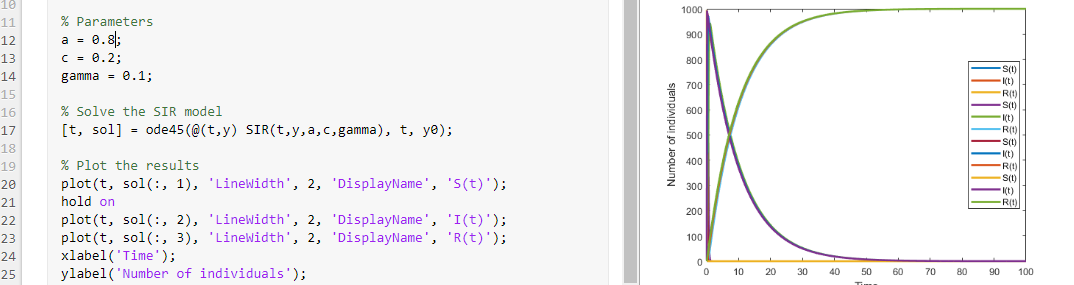 10
11 % Parameters
12 a = 0.8;
13 c = 0.2;
14 gamma = 0.1;
15
16 % Solve the SIR model
17 [t, sol] = ode45(@(t,y) SIR(t,y,a,c,gamma), t, y0);
18
19 % Plot the results
20 plot(t, sol(:, 1), 'LineWidth', 2, 'DisplayName', 'S(t)');
21 hold on
22 plot(t, sol(:, 2), 'LineWidth', 2, 'DisplayName', 'I(t)');
23 plot(t, sol(:, 3), 'LineWidth', 2, 'DisplayName', 'R(t)');
24 xlabel('Time');
25 ylabel('Number of individuals');
Number of individuals
1000
900
800
700
600
500
400
300
200
100
0
0 10 20 30 40 50 60 70 80 90 100
Time
S(t)
I(t)
R(t)
S(t)
I(t)
R(t)
S(t)
I(t)
R(t)
S(t)
I(t)
R(t)